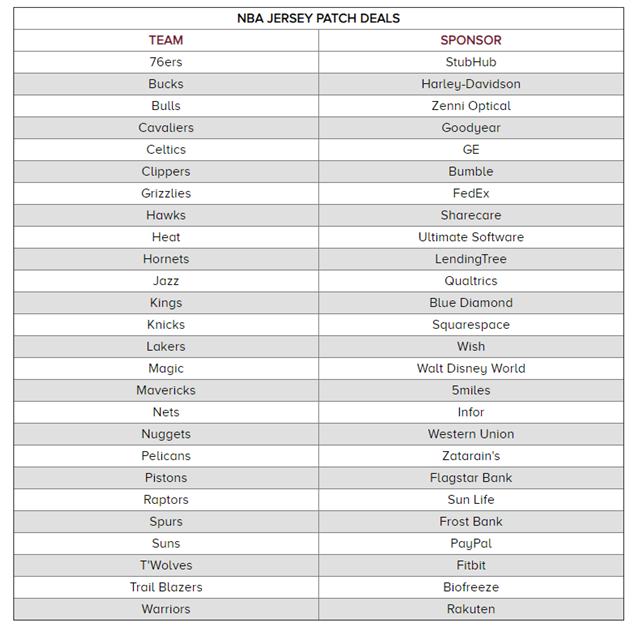 NBA JERSEY PATCH DEALS
TEAM SPONSOR
76ers StubHub
Bucks Harley-Davidson
Bulls Zenni Optical
Cavaliers Goodyear
Celtics GE
Clippers Bumble
Grizzlies FedEx
Hawks Sharecare
Heat Ultimate Software
Hornets LendingTree
Jazz Qualtrics
Kings Blue Diamond
Knicks Squarespace
Lakers Wish
Magic Walt Disney World
Mavericks 5miles
Nets Infor
Nuggets Western Union
Pelicans Zatarain's
Pistons Flagstar Bank
Raptors Sun Life
Spurs Frost Bank
Suns PayPal
T'Wolves Fitbit
Trail Blazers Biofreeze
Warriors Rakuten